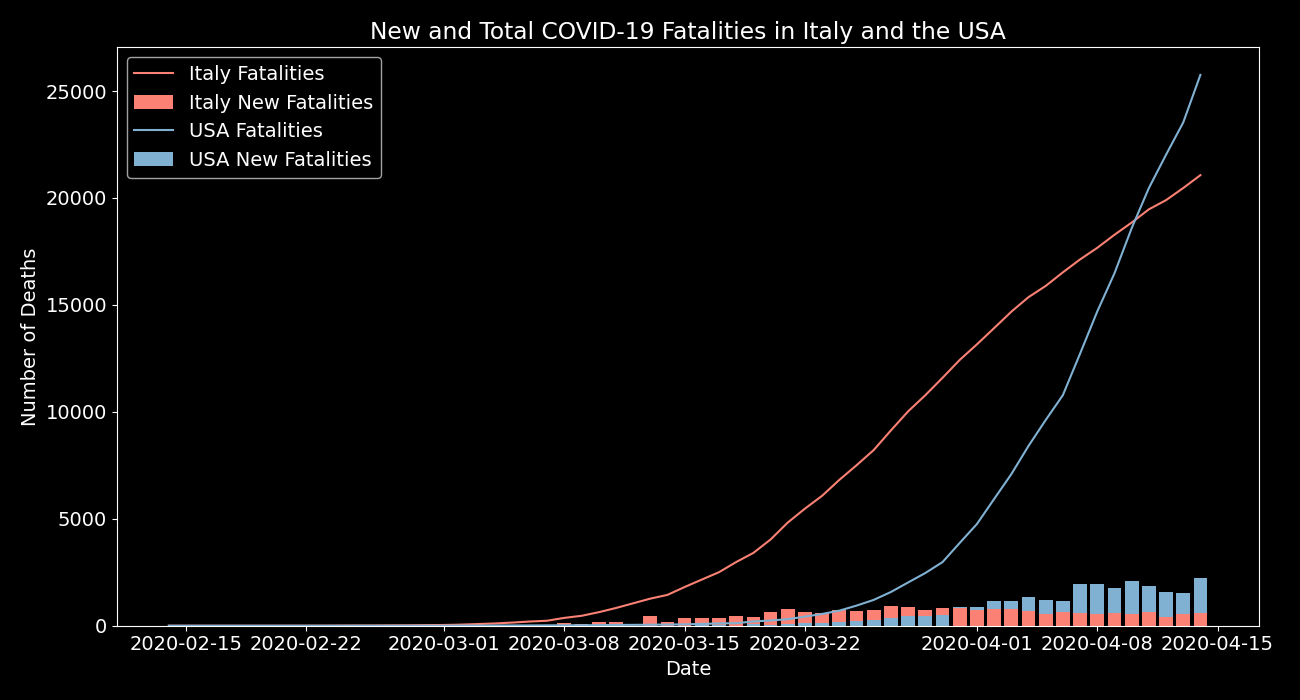 New and Total COVID-19 Fatalities in Italy and the USA
Italy Fatalities
Italy New Fatalities
USA Fatalities
USA New Fatalities
25000
20000
15000
10000
5000
0
Number of Deaths
2020-02-15 2020-02-22 2020-03-01 2020-03-08 2020-03-15 2020-03-22 2020-04-01 2020-04-08 2020-04-15
Date